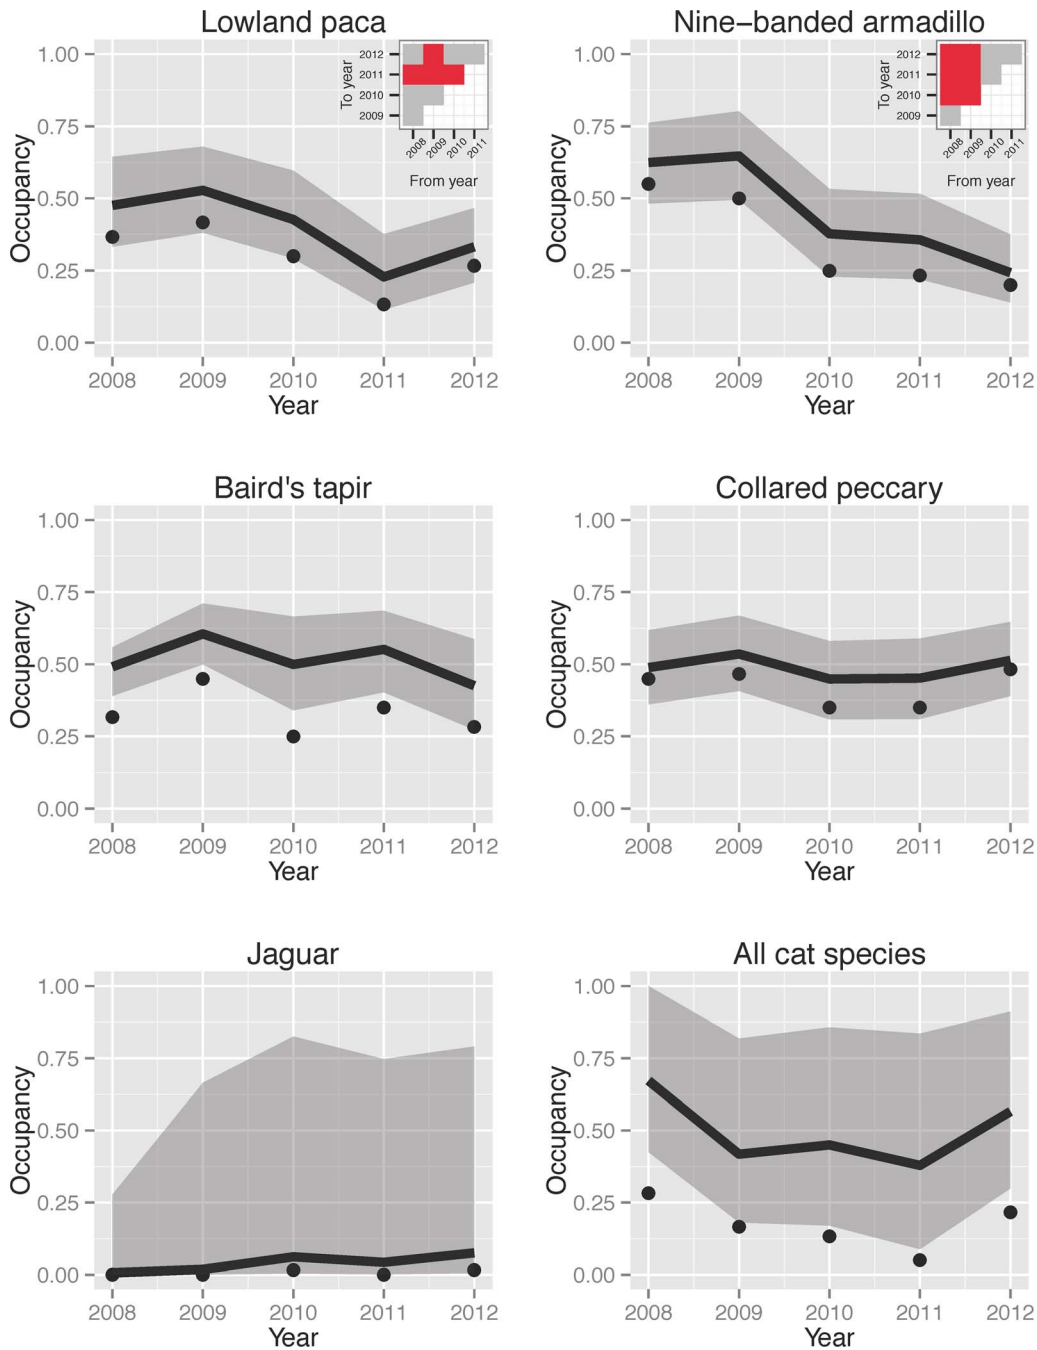 Lowland paca
1.00
0.75
0.50
0.25
0.00
Occupancy
2008 2009 2010 2011 2012
Year
To year
2012
2011
2010
2009
2008 2009 2010 2011
From year
Nine−banded armadillo
1.00
0.75
0.50
0.25
0.00
Occupancy
2008 2009 2010 2011 2012
Year
To year
2012
2011
2010
2009
2008 2009 2010 2011
From year
Baird's tapir
1.00
0.75
0.50
0.25
0.00
Occupancy
2008 2009 2010 2011 2012
Year
Collared peccary
1.00
0.75
0.50
0.25
0.00
Occupancy
2008 2009 2010 2011 2012
Year
Jaguar
1.00
0.75
0.50
0.25
0.00
Occupancy
2008 2009 2010 2011 2012
Year
All cat species
1.00
0.75
0.50
0.25
0.00
Occupancy
2008 2009 2010 2011 2012
Year